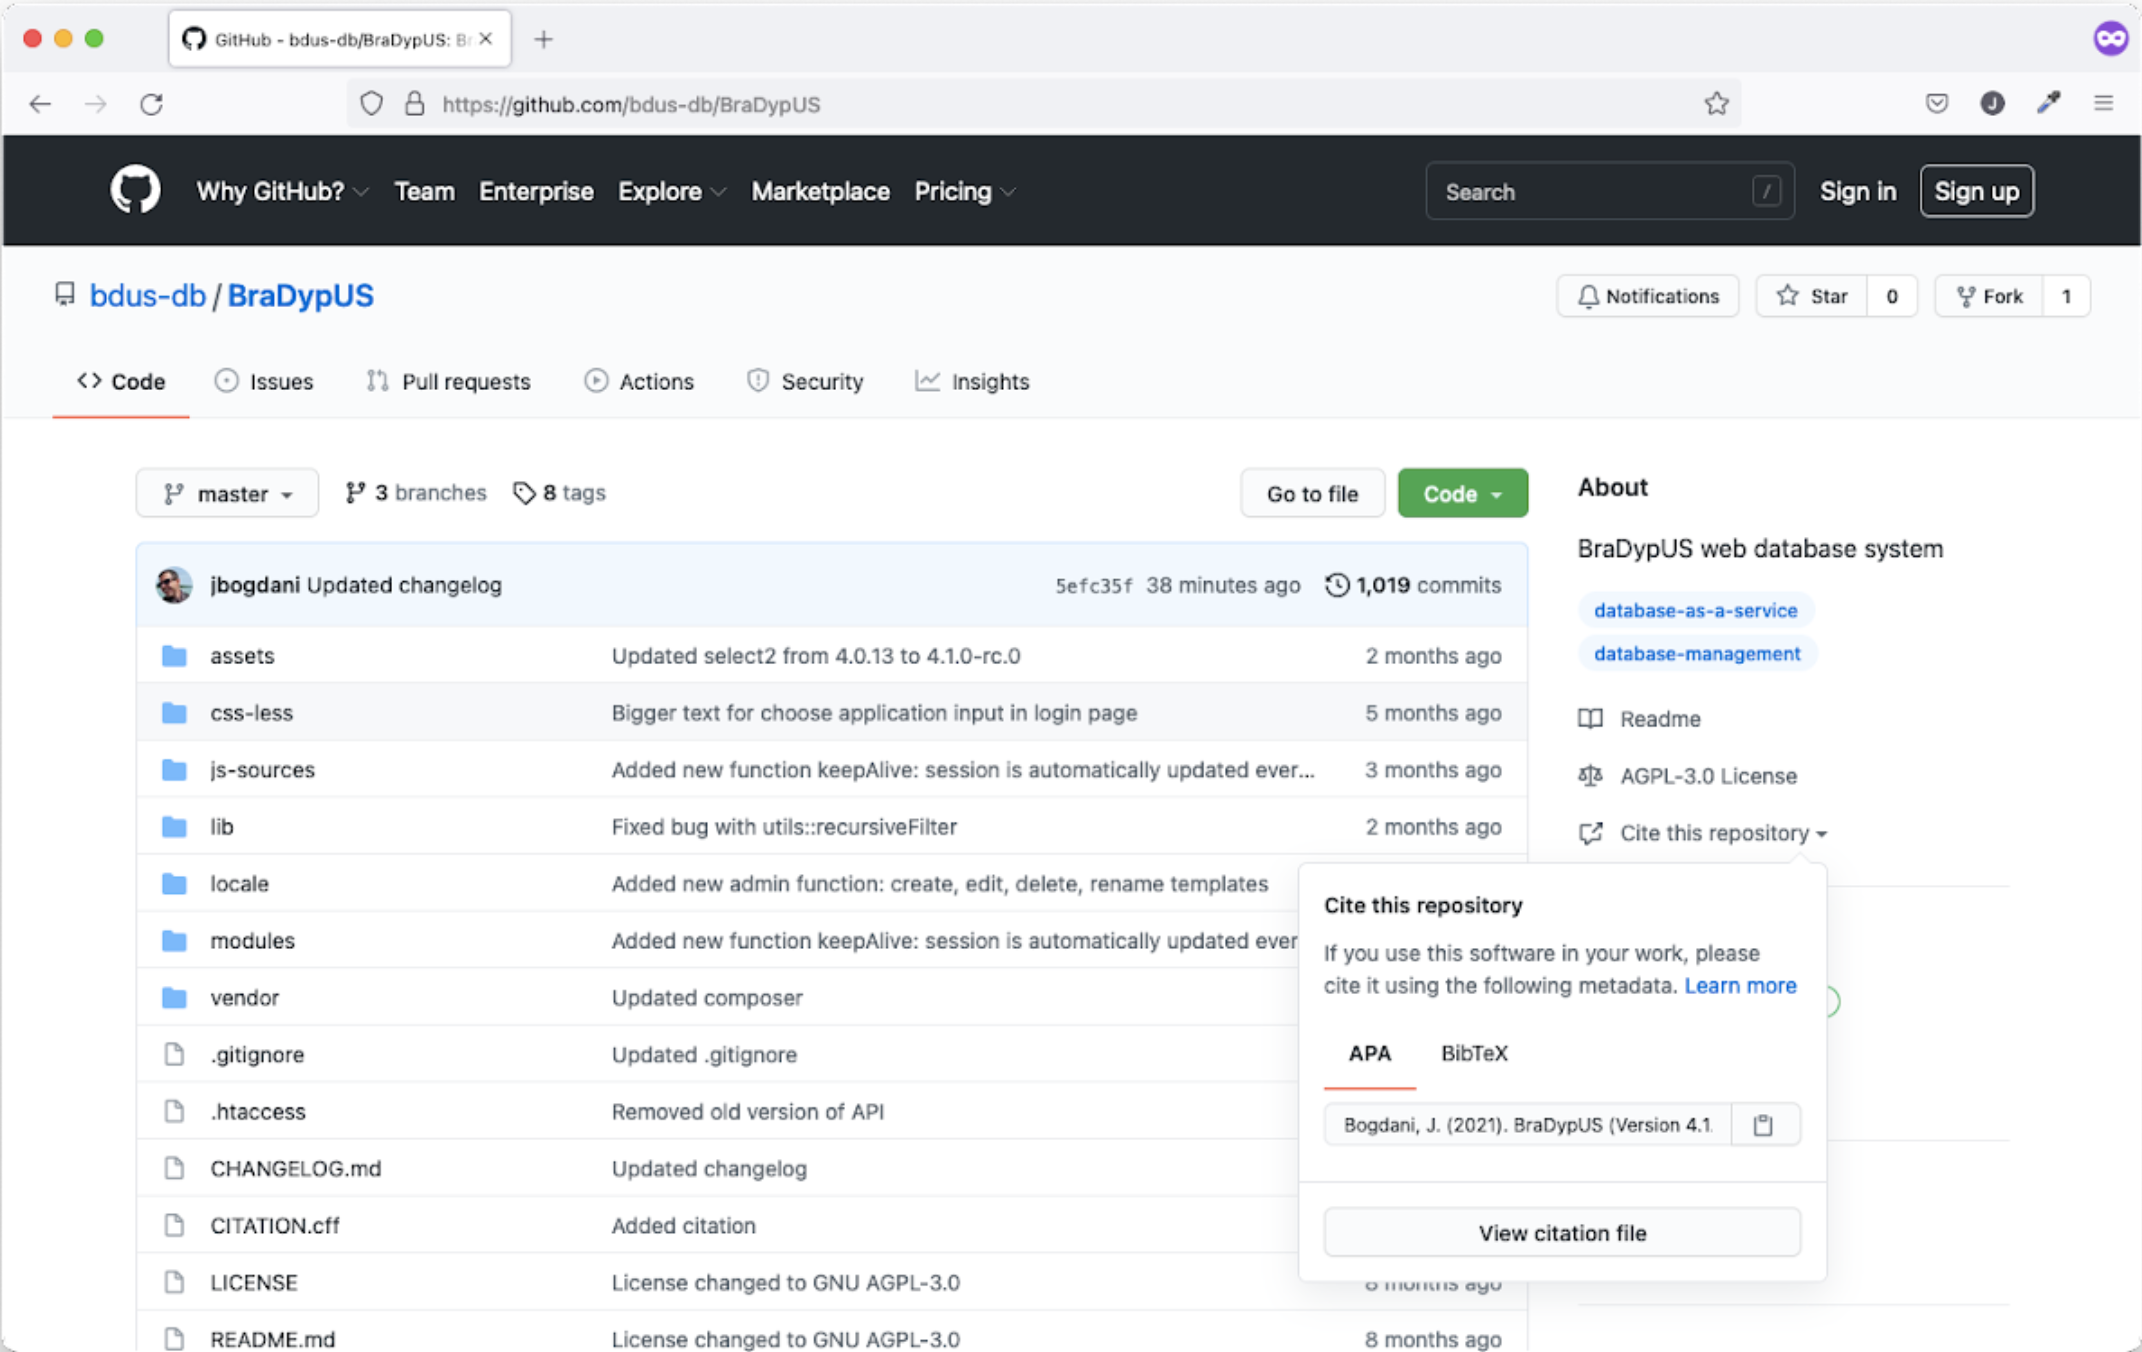 GitHub - bdus-db/BraDypUS: Br
https://github.com/bdus-db/BraDypUS
J
Why GitHub? Team Enterprise Explore Marketplace Pricing Search / Sign in Sign up
bdus-db / BraDypUS
Notifications Star 0 Fork 1
Code Issues Pull requests Actions Security Insights
master 3 branches 8 tags Go to file Code
jbogdani Updated changelog 5efc35f 38 minutes ago 1,019 commits
assets Updated select2 from 4.0.13 to 4.1.0-rc.0 2 months ago
css-less Bigger text for choose application input in login page 5 months ago
js-sources Added new function keepAlive: session is automatically updated ever... 3 months ago
lib Fixed bug with utils::recursiveFilter 2 months ago
locale Added new admin function: create, edit, delete, rename templates
modules Added new function keepAlive: session is automatically updated ever
vendor Updated composer
.gitignore Updated .gitignore
.htaccess Removed old version of API
CHANGELOG.md Updated changelog
CITATION.cff Added citation
LICENSE License changed to GNU AGPL-3.0 8 months ago
README.md License changed to GNU AGPL-3.0 8 months ago
About
BraDypUS web database system
database-as-a-service
database-management
Readme
AGPL-3.0 License
Cite this repository
Cite this repository
If you use this software in your work, please
cite it using the following metadata. Learn more
APA BibTeX
Bogdani, J. (2021). BraDypUS (Version 4.1.
View citation file